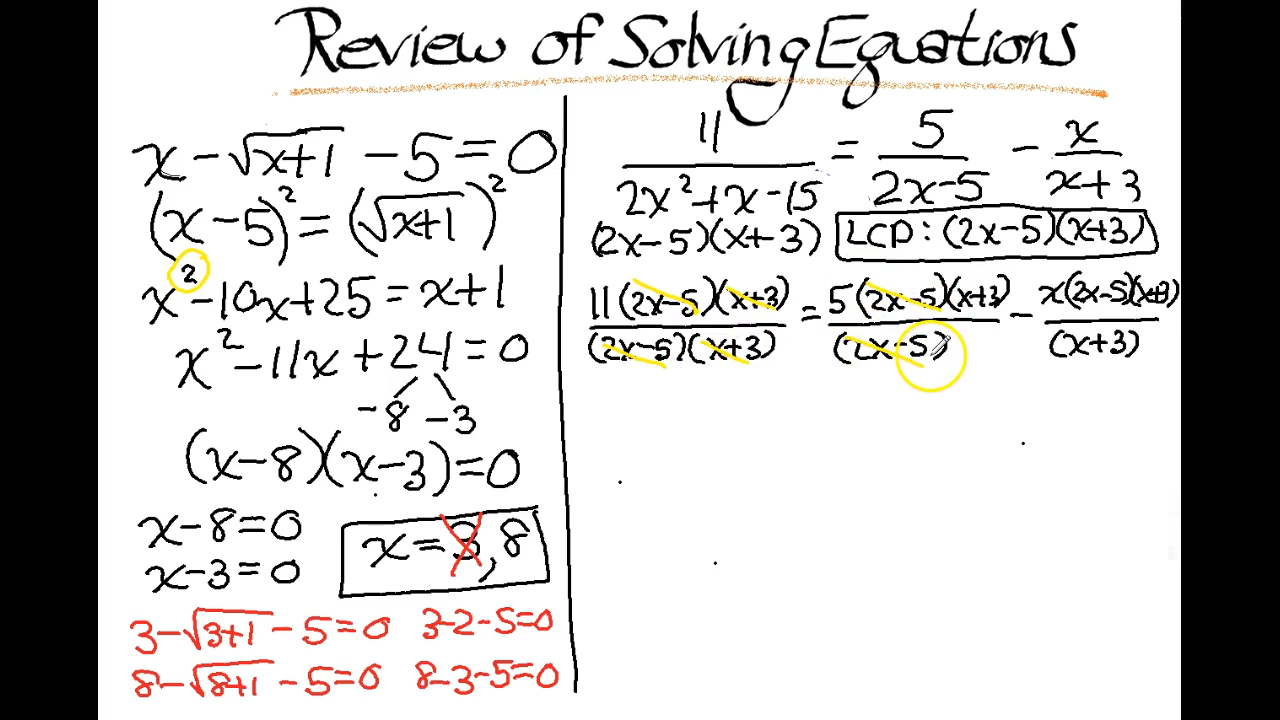 Review of Solving Equations
x - √x+1 - 5 = 0
(x - 5)² = (√x+1)²
x² - 10x + 25 = x + 1
x² - 11x + 24 = 0
-8 -3
(x - 8)(x - 3) = 0
x - 8 = 0
x - 3 = 0
x = 3, 8
3 - √3+1 - 5 = 0 3 - 2 - 5 = 0
8 - √8+1 - 5 = 0 8 - 3 - 5 = 0
11 / 2x² + x - 15 = 5 / 2x - 5 - x / x + 3
(2x - 5)(x + 3)
LCD: (2x - 5)(x + 3)
11(2x - 5)(x + 3) / (2x - 5)(x + 3) = 5(2x - 5)(x + 3) / (2x - 5) - x(2x - 5)(x + 3) / (x + 3)